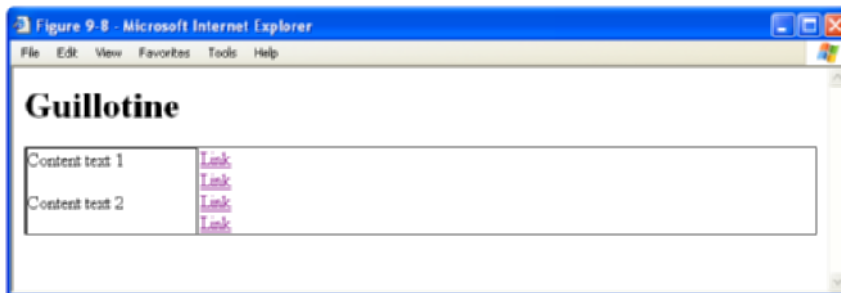 Figure 9-8 - Microsoft Internet Explorer
File Edit View Favorites Tools Help
Guillotine
Content text 1 Link
Link
Content text 2 Link
Link